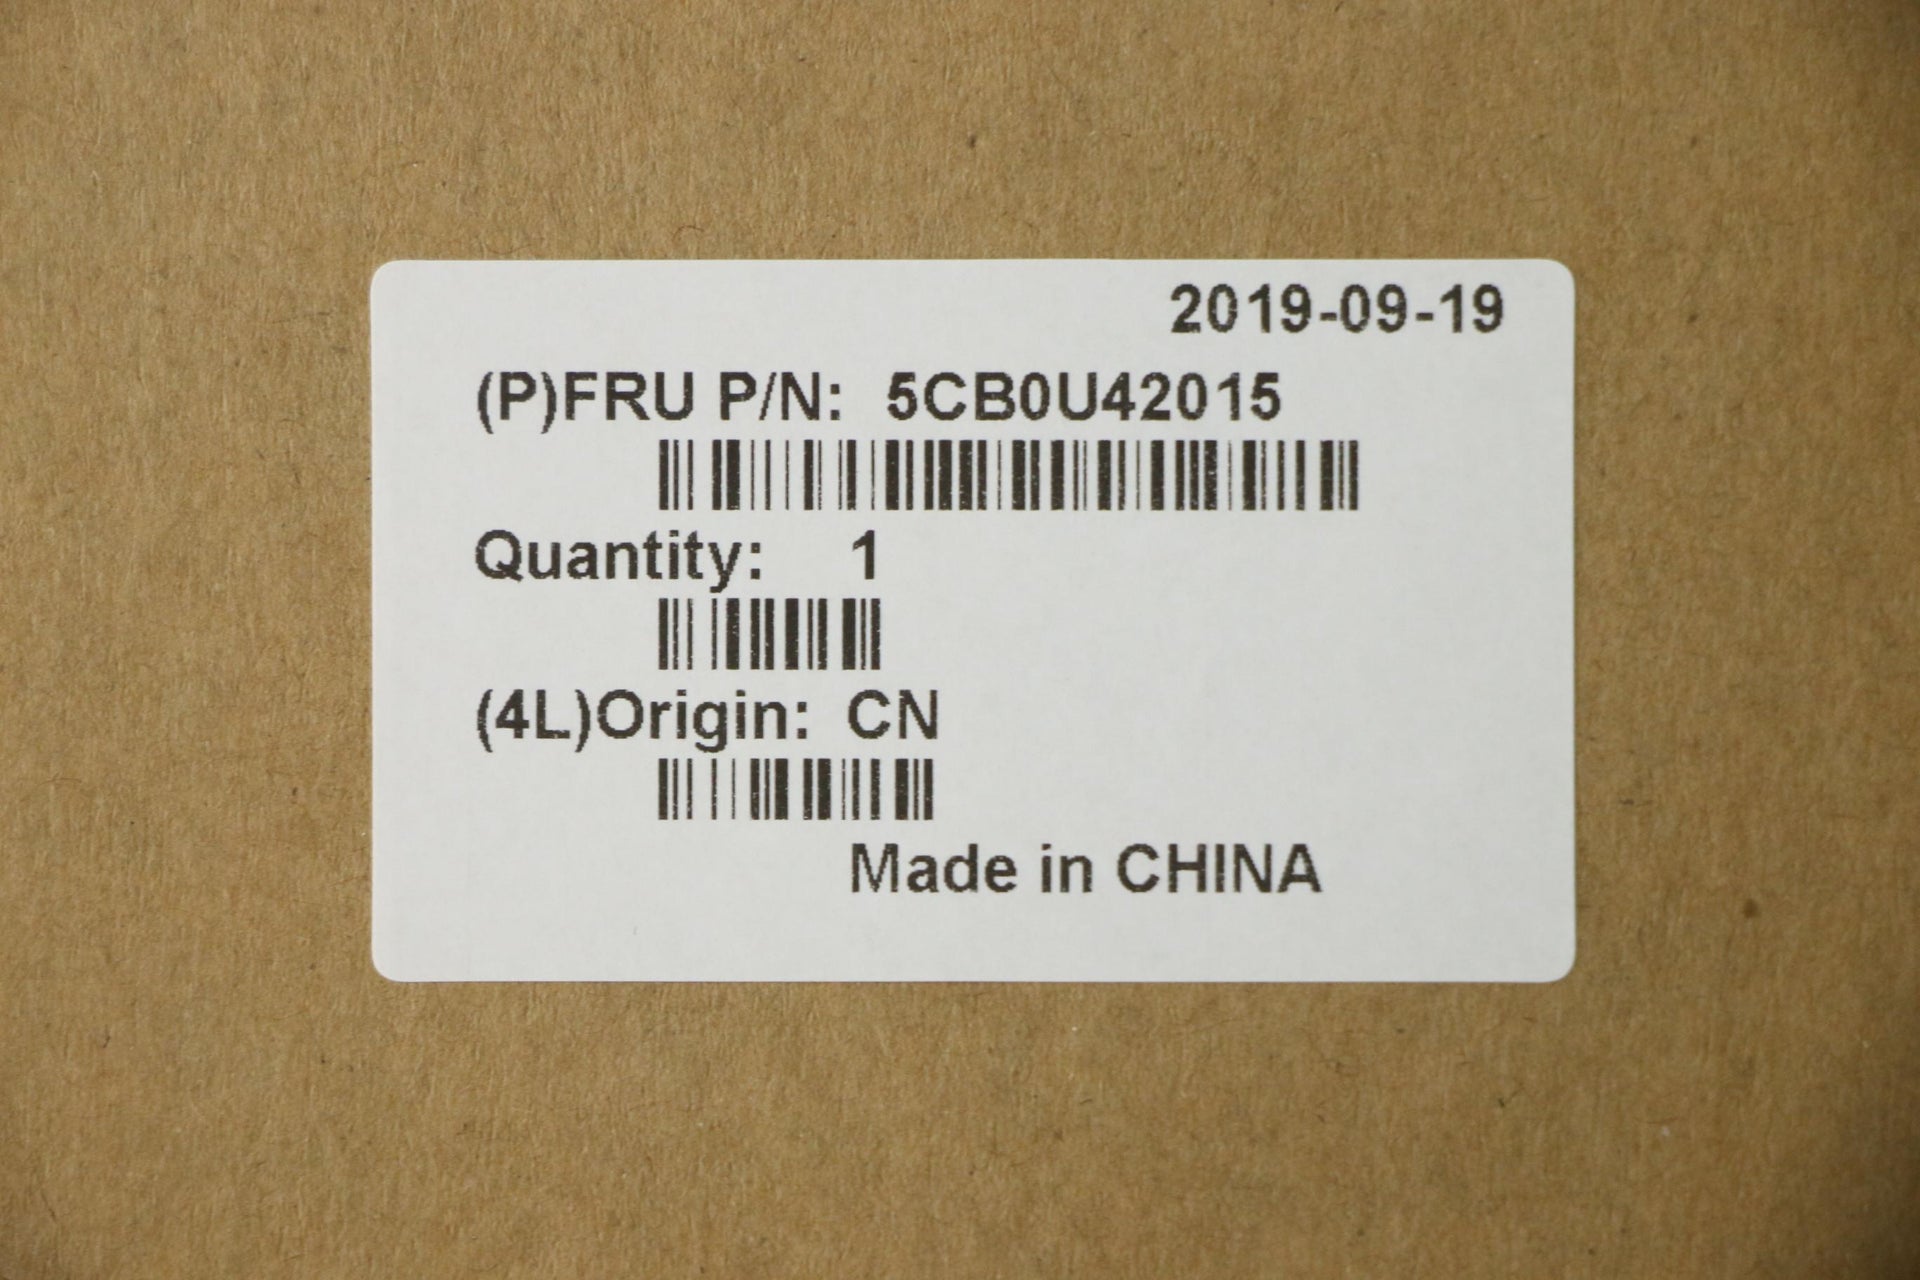 2019-09-19
(P)FRU P/N: 5CB0U42015
Quantity: 1
(4L)Origin: CN
Made in CHINA